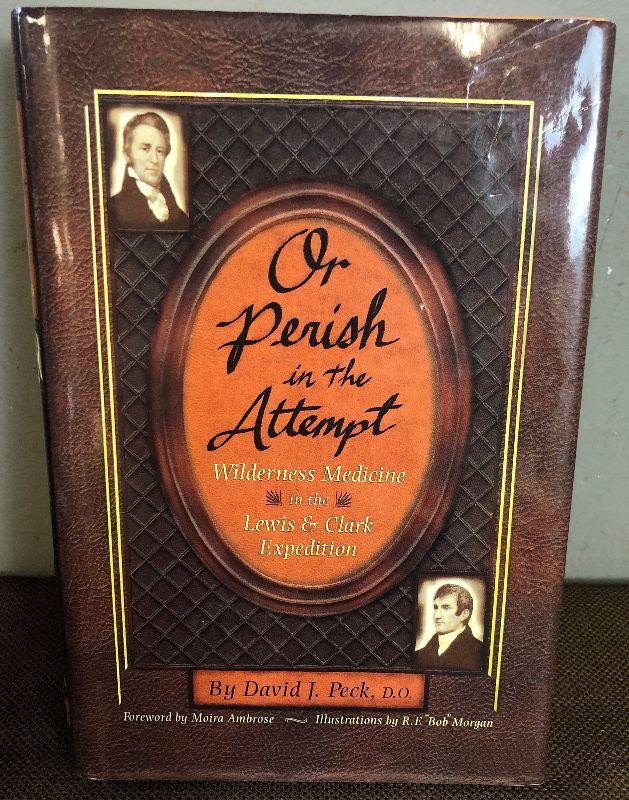 Or
Perish
in the
Attempt
Wilderness Medicine
in the
Lewis & Clark
Expedition
By David J. Peck, D.O.
Foreword by Moira Ambrose Illustrations by R.F. "Bob" Morgan